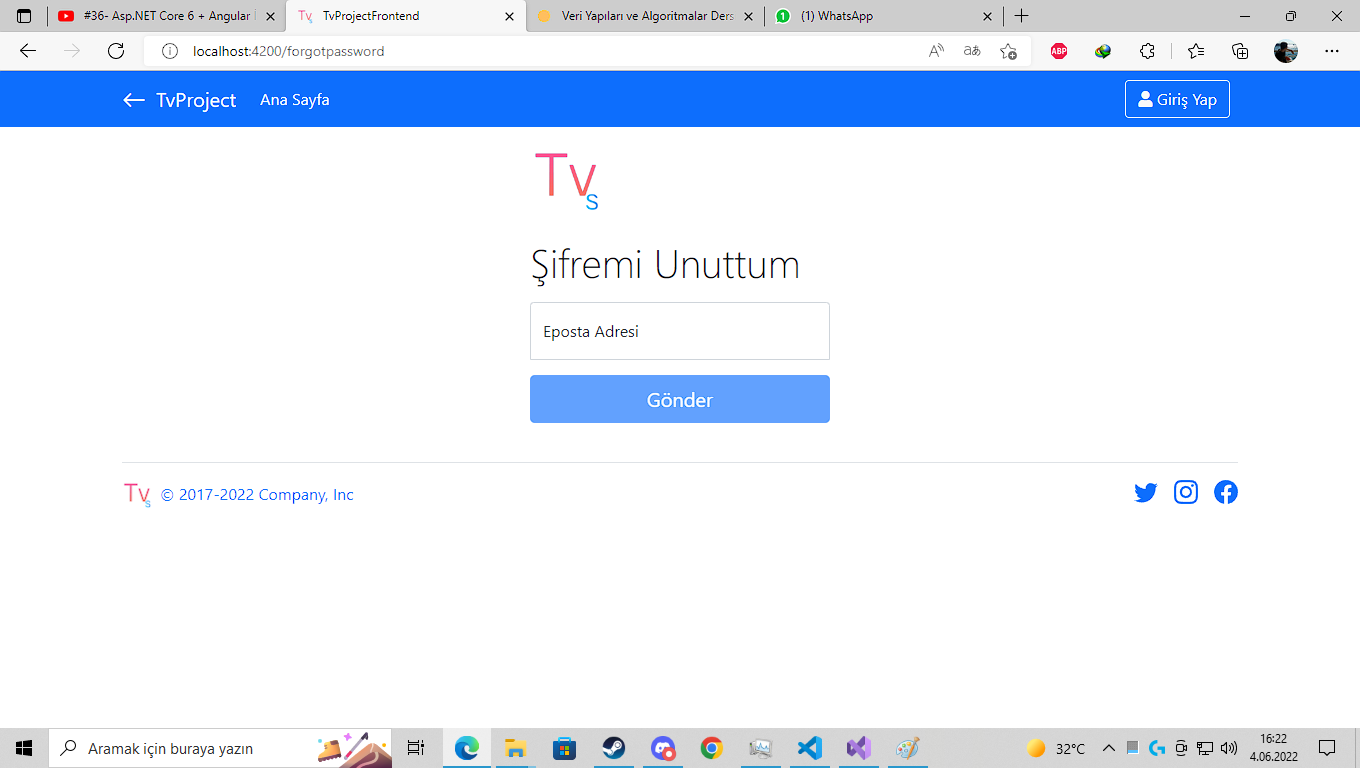 #36- Asp.NET Core 6 + Angular
TvProjectFrontend
Veri Yapıları ve Algoritmalar Ders
(1) WhatsApp
localhost:4200/forgotpassword
ABP
TvProject
Ana Sayfa
Giriş Yap
Tvs
Şifremi Unuttum
Eposta Adresi
Gönder
Tvs
© 2017-2022 Company, Inc
Aramak için buraya yazın
32°C
16:22
4.06.2022